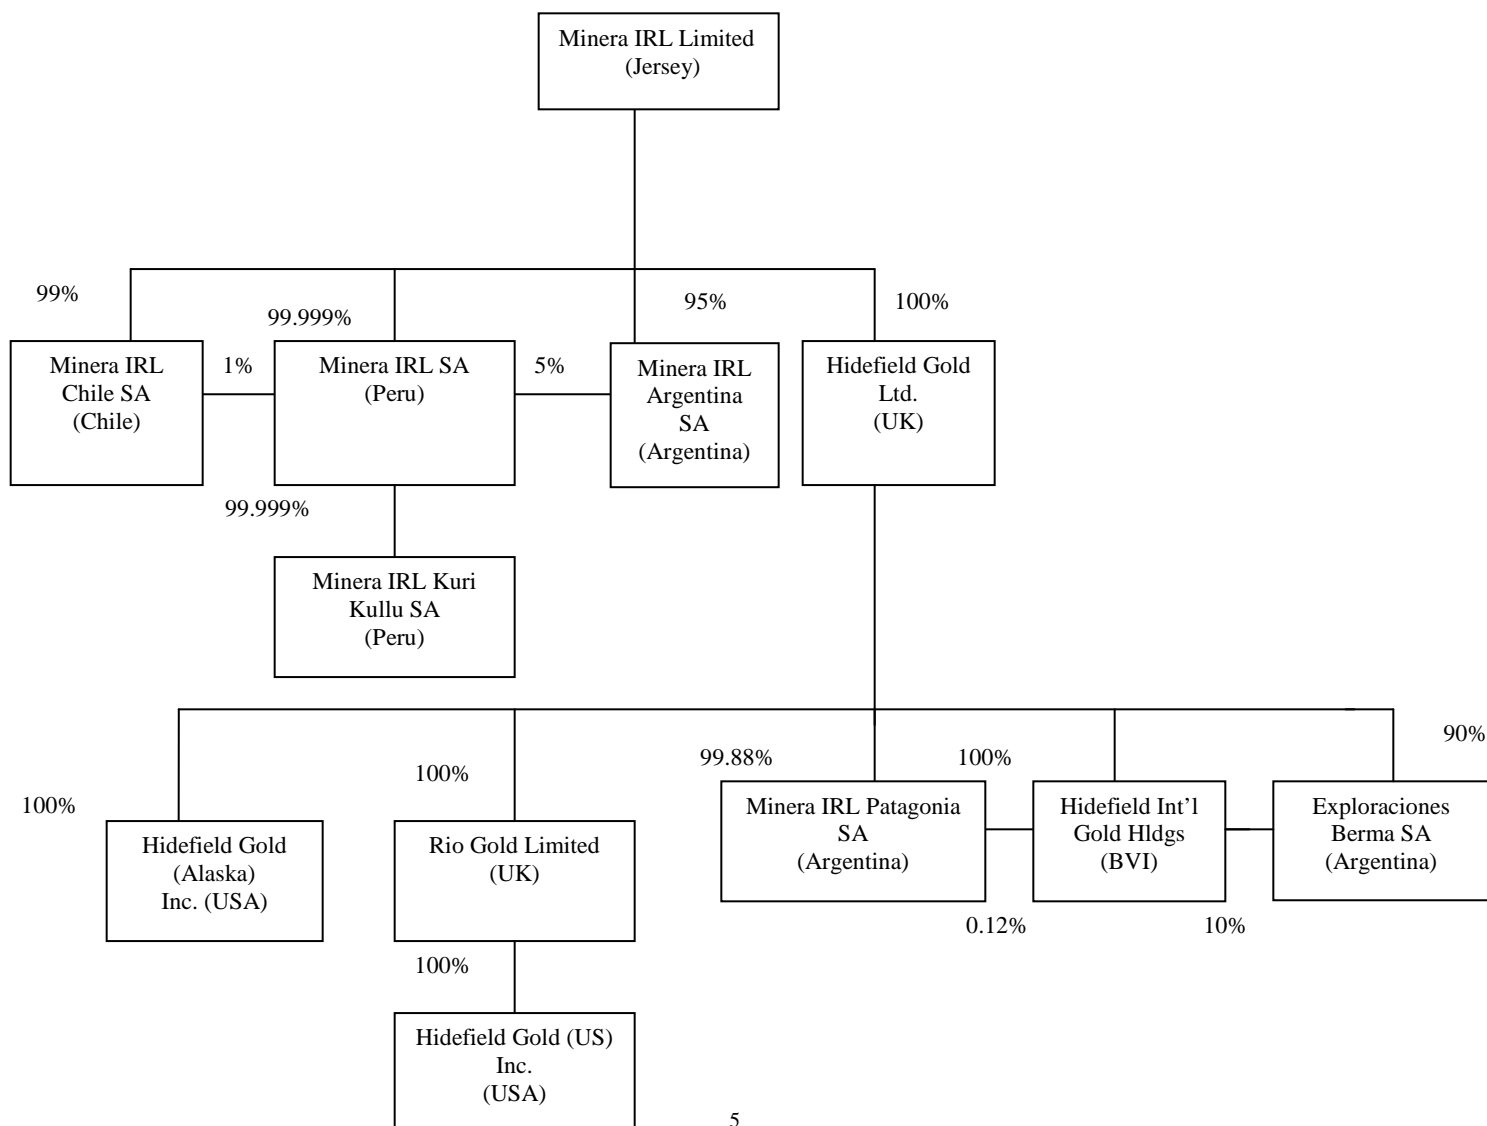 Minera IRL Limited
(Jersey)
99%
99.999%
95%
100%
Minera IRL
Chile SA
(Chile)
1%
Minera IRL SA
(Peru)
5%
Minera IRL
Argentina
SA
(Argentina)
Hidefield Gold
Ltd.
(UK)
99.999%
Minera IRL Kuri
Kullu SA
(Peru)
100%
100%
99.88%
100%
90%
Hidefield Gold
(Alaska)
Inc. (USA)
Rio Gold Limited
(UK)
Minera IRL Patagonia
SA
(Argentina)
Hidefield Int’l
Gold Hldgs
(BVI)
Exploraciones
Berma SA
(Argentina)
0.12%
10%
100%
Hidefield Gold (US)
Inc.
(USA)
5